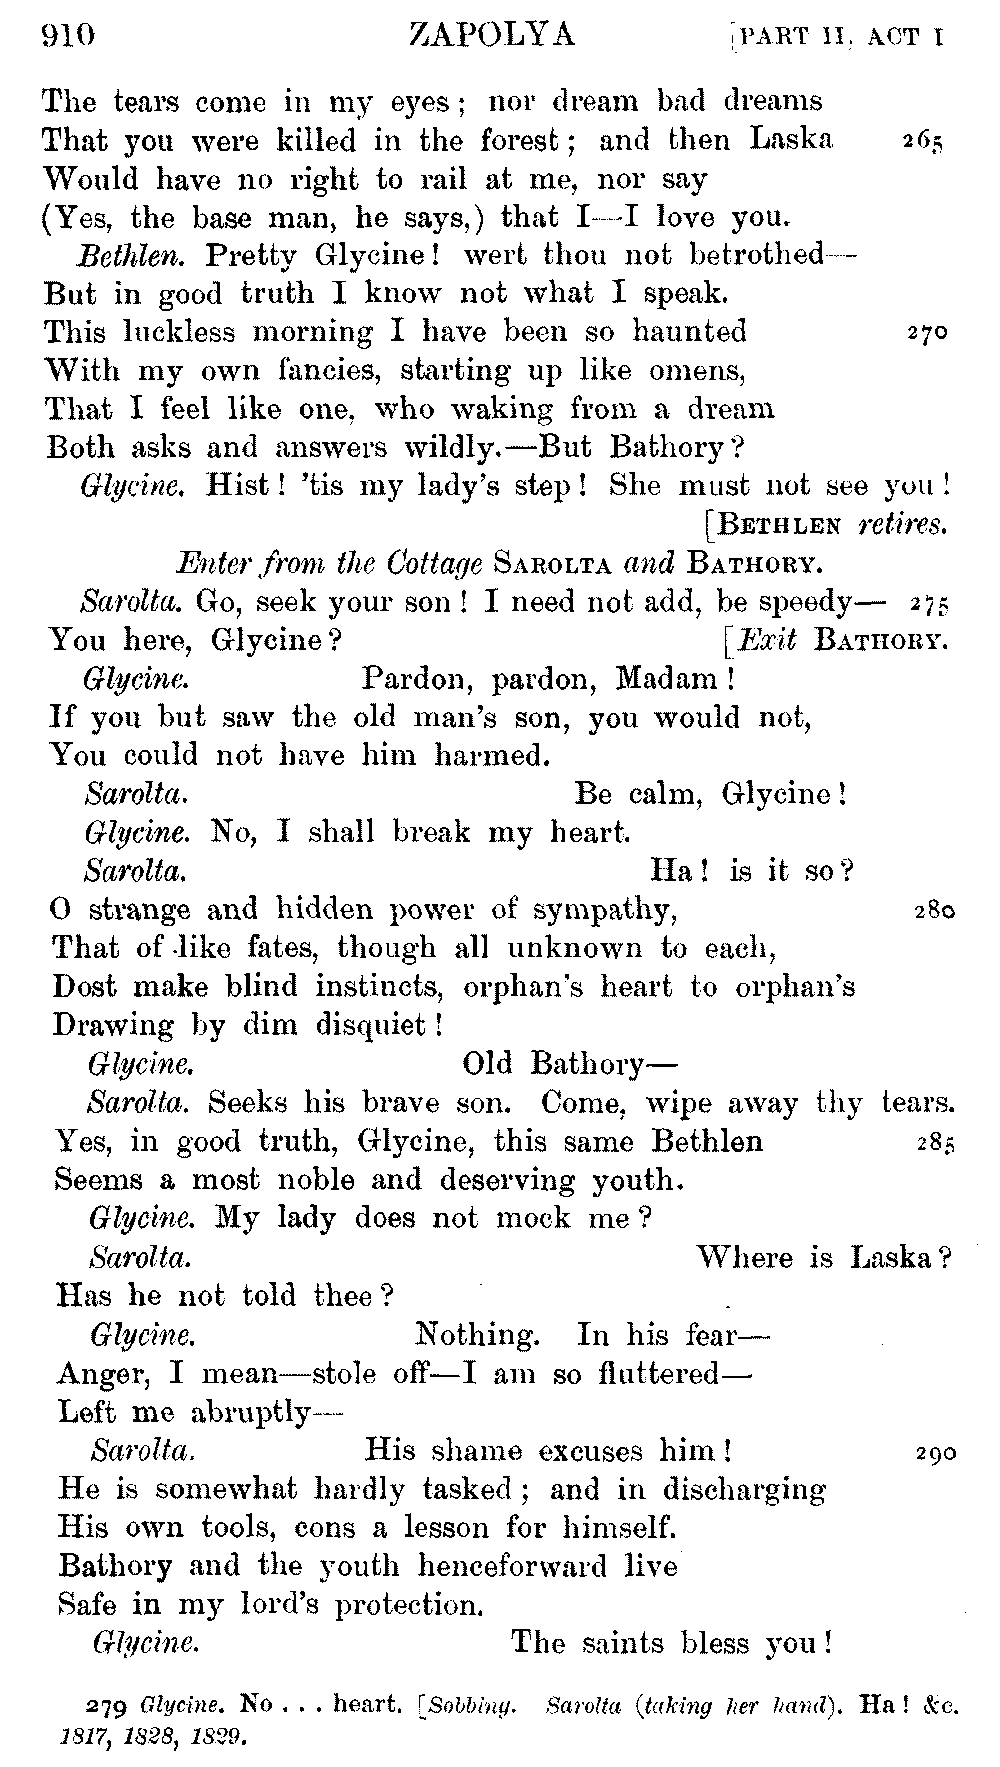 910 ZAPOLYA [PART II, ACT I
The tears come in my eyes; nor dream bad dreams
That you were killed in the forest; and then Laska 265
Would have no right to rail at me, nor say
(Yes, the base man, he says,) that I—I love you.
Bethlen. Pretty Glycine! wert thou not betrothed—
But in good truth I know not what I speak.
This luckless morning I have been so haunted 270
With my own fancies, starting up like omens,
That I feel like one, who waking from a dream
Both asks and answers wildly.—But Bathory?
Glycine. Hist! 'tis my lady's step! She must not see you!
[BETHLEN retires.
Enter from the Cottage SAROLTA and BATHORY.
Sarolta. Go, seek your son! I need not add, be speedy— 275
You here, Glycine? [Exit BATHORY.
Glycine. Pardon, pardon, Madam!
If you but saw the old man's son, you would not,
You could not have him harmed.
Sarolta. Be calm, Glycine!
Glycine. No, I shall break my heart.
Sarolta. Ha! is it so?
O strange and hidden power of sympathy, 280
That of like fates, though all unknown to each,
Dost make blind instincts, orphan's heart to orphan's
Drawing by dim disquiet!
Glycine. Old Bathory—
Sarolta. Seeks his brave son. Come, wipe away thy tears.
Yes, in good truth, Glycine, this same Bethlen 285
Seems a most noble and deserving youth.
Glycine. My lady does not mock me?
Sarolta. Where is Laska?
Has he not told thee?
Glycine. Nothing. In his fear—
Anger, I mean—stole off—I am so fluttered—
Left me abruptly—
Sarolta. His shame excuses him! 290
He is somewhat hardly tasked; and in discharging
His own tools, cons a lesson for himself.
Bathory and the youth henceforward live
Safe in my lord's protection.
Glycine. The saints bless you!
279 Glycine. No . . . heart. [Sobbing. Sarolta (taking her hand). Ha! &c.
1817, 1828, 1829.